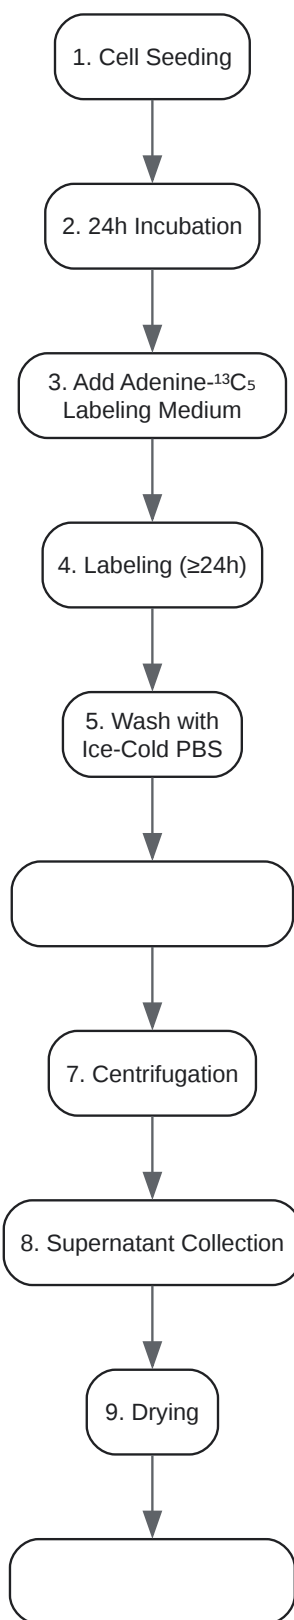 1. Cell Seeding
2. 24h Incubation
3. Add Adenine-¹³C₅
Labeling Medium
4. Labeling (≥24h)
5. Wash with
Ice-Cold PBS
7. Centrifugation
8. Supernatant Collection
9. Drying